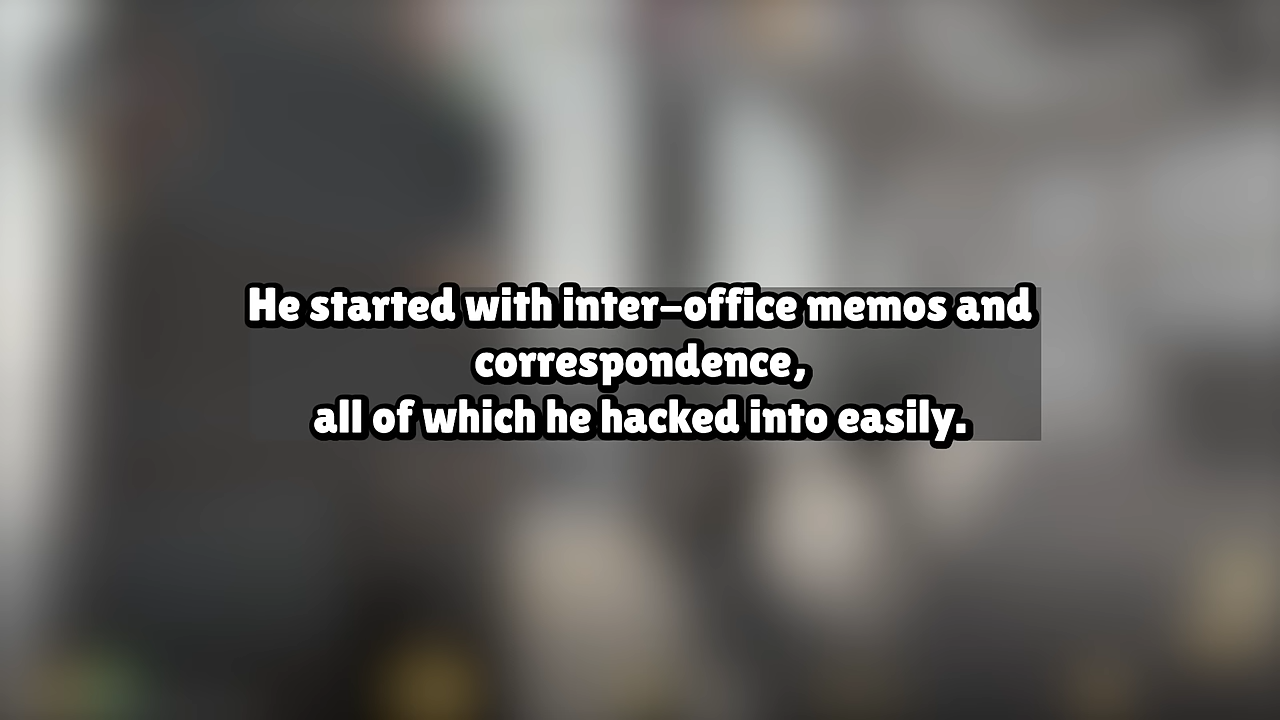 He started with inter-office memos and
correspondence,
all of which he hacked into easily.